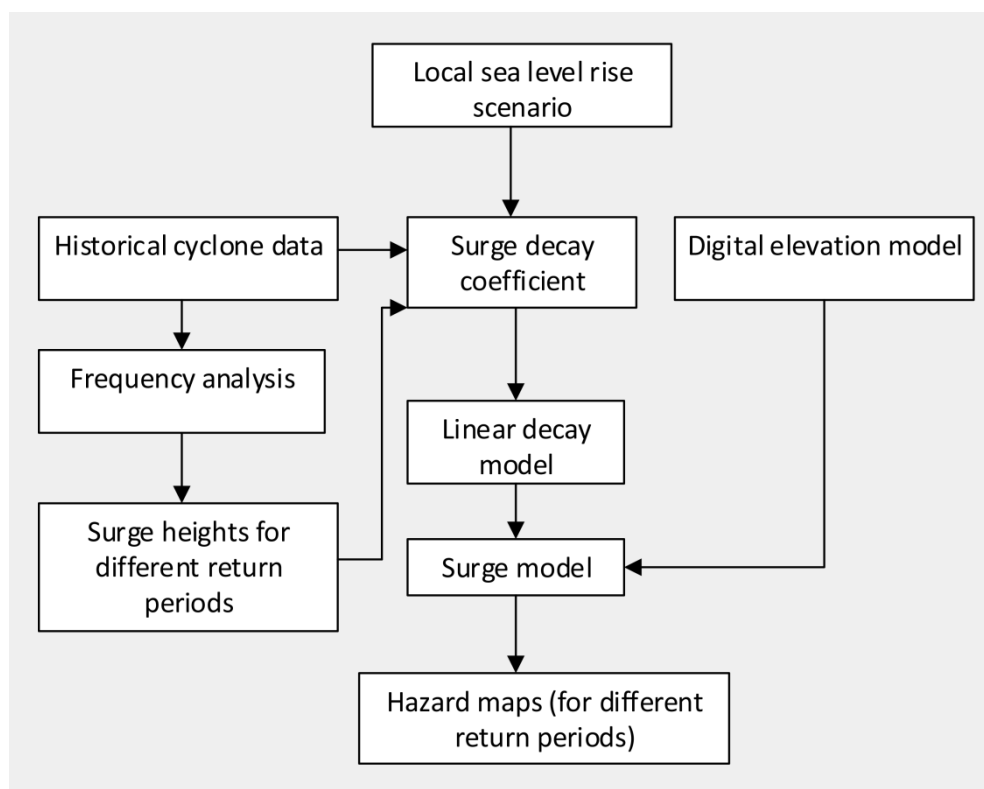 Local sea level rise
scenario
Historical cyclone data
Surge decay
coefficient
Digital elevation model
Frequency analysis
Linear decay
model
Surge heights for
different return
periods
Surge model
Hazard maps (for different
return periods)